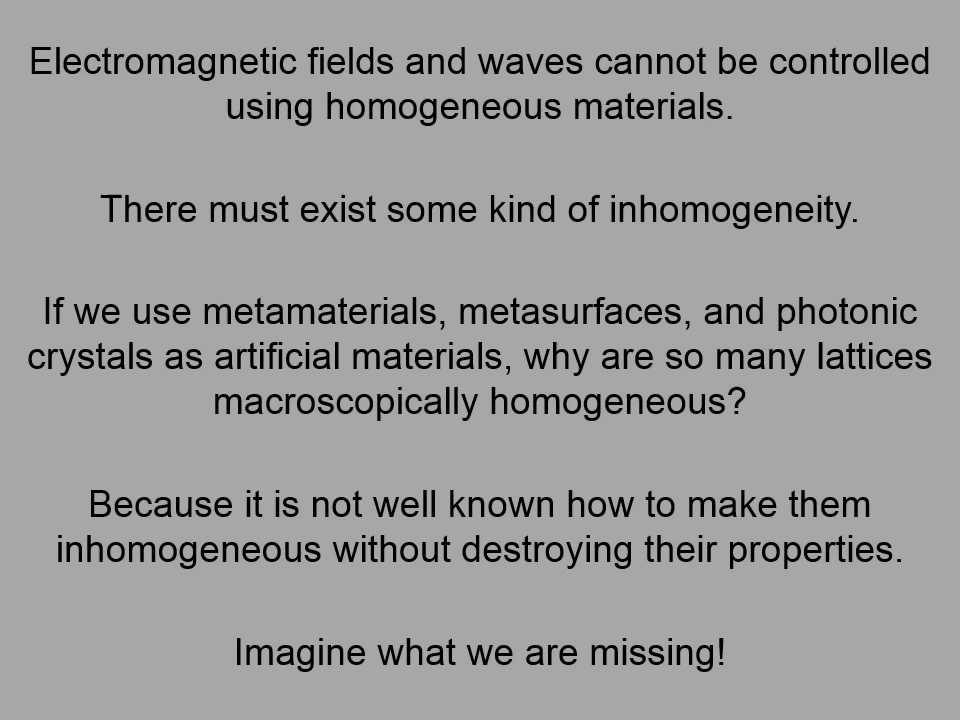 Electromagnetic fields and waves cannot be controlled
using homogeneous materials.
There must exist some kind of inhomogeneity.
If we use metamaterials, metasurfaces, and photonic
crystals as artificial materials, why are so many lattices
macroscopically homogeneous?
Because it is not well known how to make them
inhomogeneous without destroying their properties.
Imagine what we are missing!